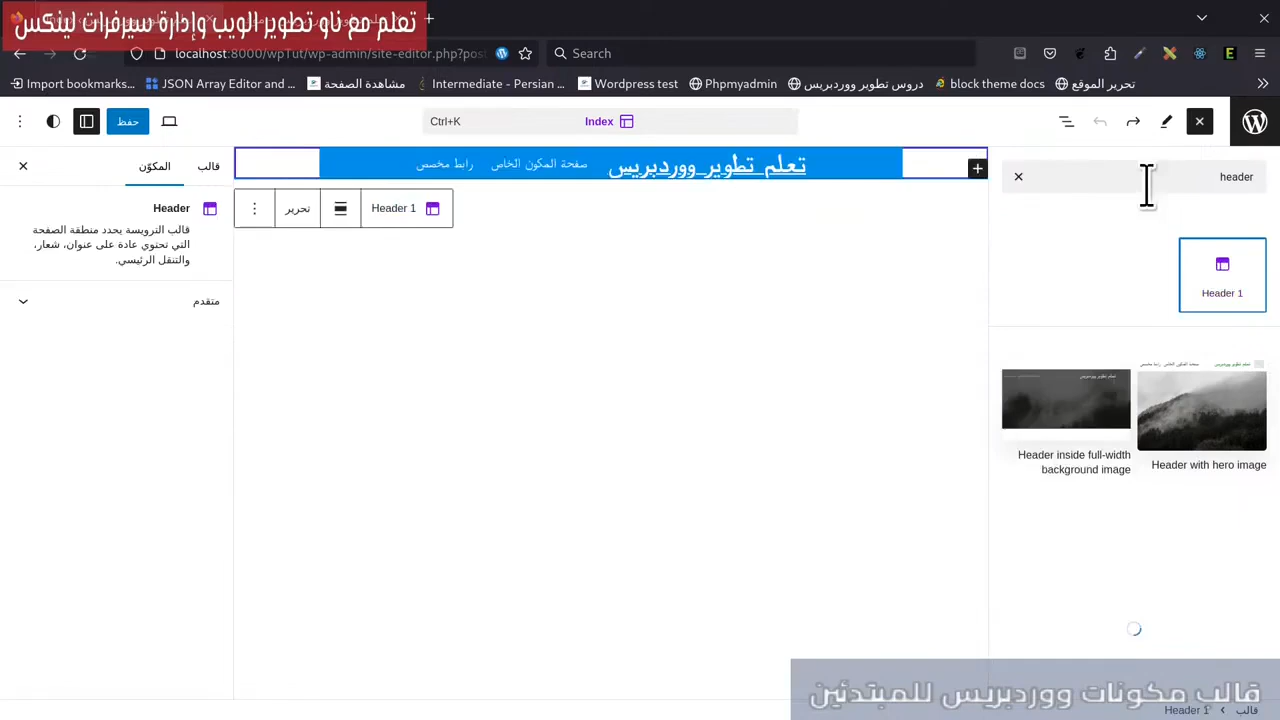 تعلم مع ناو تطوير الويب وإدارة سيرفرات لينكس
localhost:8000/wpTut/wp-admin/site-editor.php?post
Search
Import bookmarks...
JSON Array Editor and ...
مشاهدة الصفحة
Intermediate - Persian ...
Wordpress test
Phpmyadmin
دروس تطوير ووردبريس
block theme docs
تحرير الموقع
حفظ
Ctrl+K
Index
قالب
المكوّن
Header
قالب الترويسة يحدد منطقة الصفحة
التي تحتوي عادة على عنوان، شعار،
والتنقل الرئيسي.
متقدم
تعلم تطوير ووردبريس
صفحة المكون الخاص
رابط مخصص
تحرير
Header 1
header
Header 1
Header with hero image
Header inside full-width
background image
قالب مكونات ووردبريس للمبتدئين
قالب
Header 1